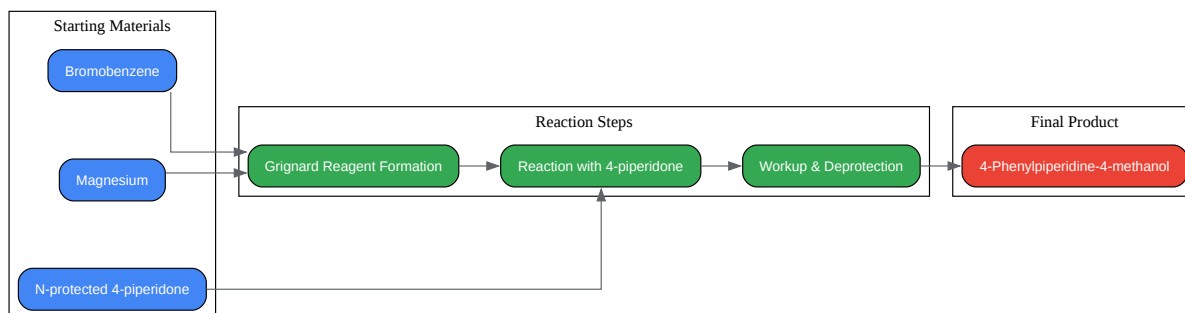 Starting Materials
Bromobenzene
Magnesium
N-protected 4-piperidone
Reaction Steps
Grignard Reagent Formation
Reaction with 4-piperidone
Workup & Deprotection
Final Product
4-Phenylpiperidine-4-methanol